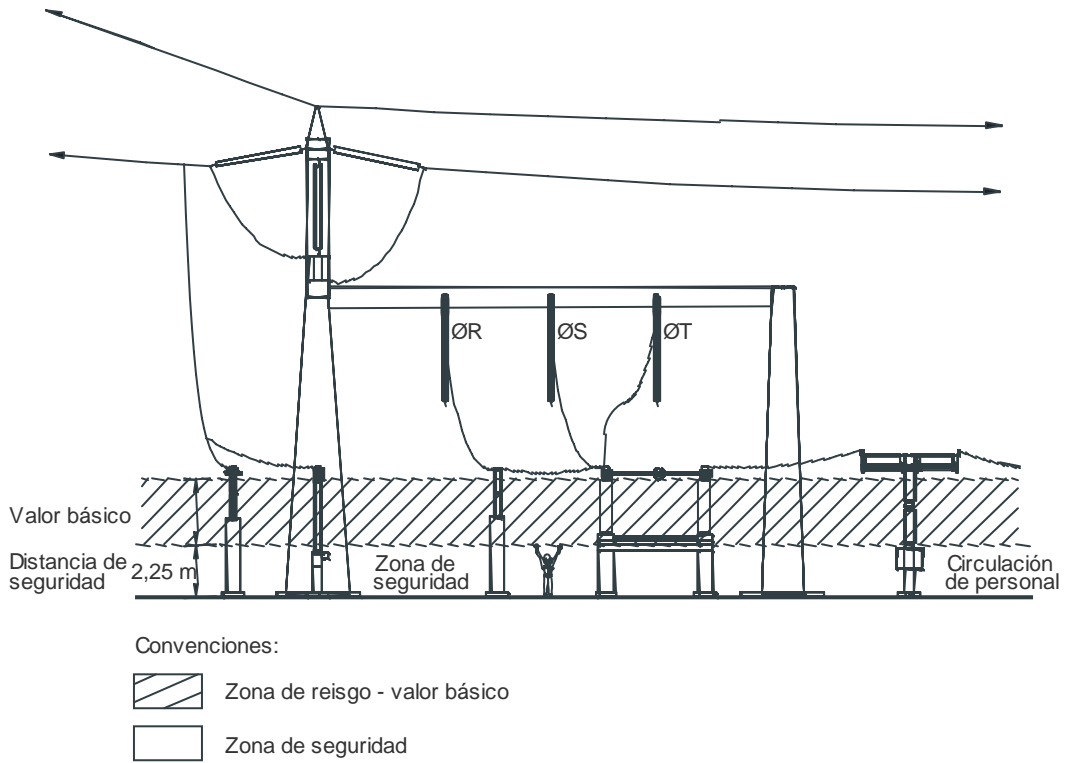 ØR
ØS
ØT
Valor básico
Distancia de
seguridad
2,25 m
Zona de
seguridad
Circulación
de personal
Convenciones:
Zona de reisgo - valor básico
Zona de seguridad